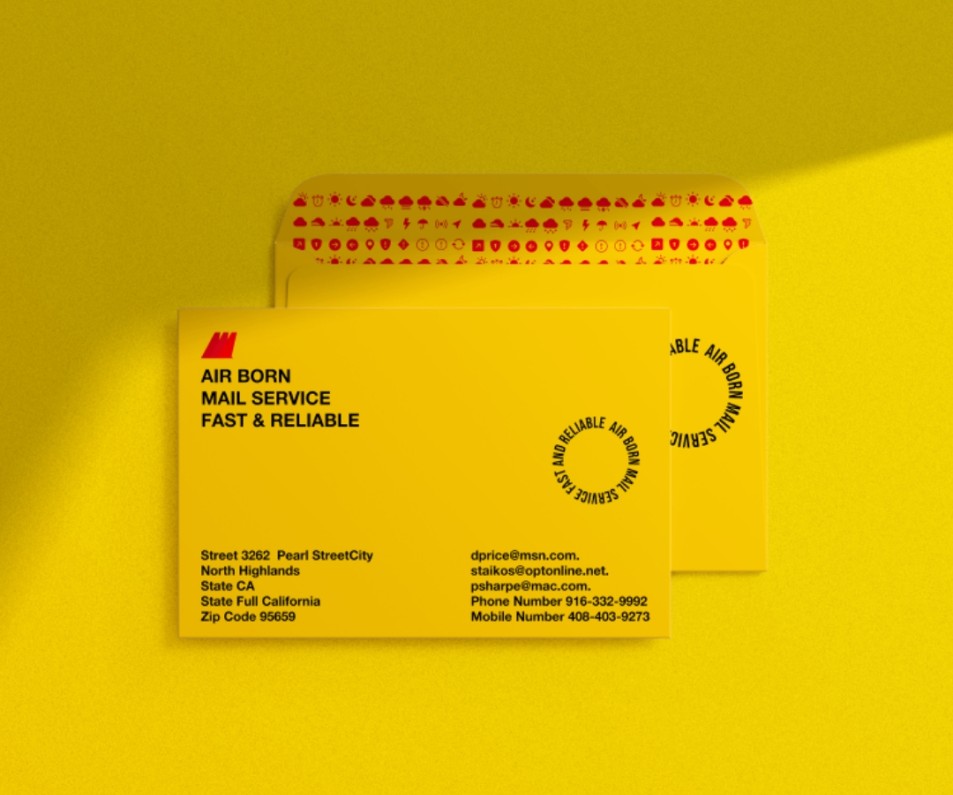 AIR BORN
MAIL SERVICE
FAST & RELIABLE
FAST AND RELIABLE AIR BORN MAIL SERVICE
ABLE AIR BORN MAIL SERVIC
Street 3262  Pearl StreetCity
North Highlands
State CA
State Full California
Zip Code 95659
dprice@msn.com.
staikos@optonline.net.
psharpe@mac.com.
Phone Number 916-332-9992
Mobile Number 408-403-9273